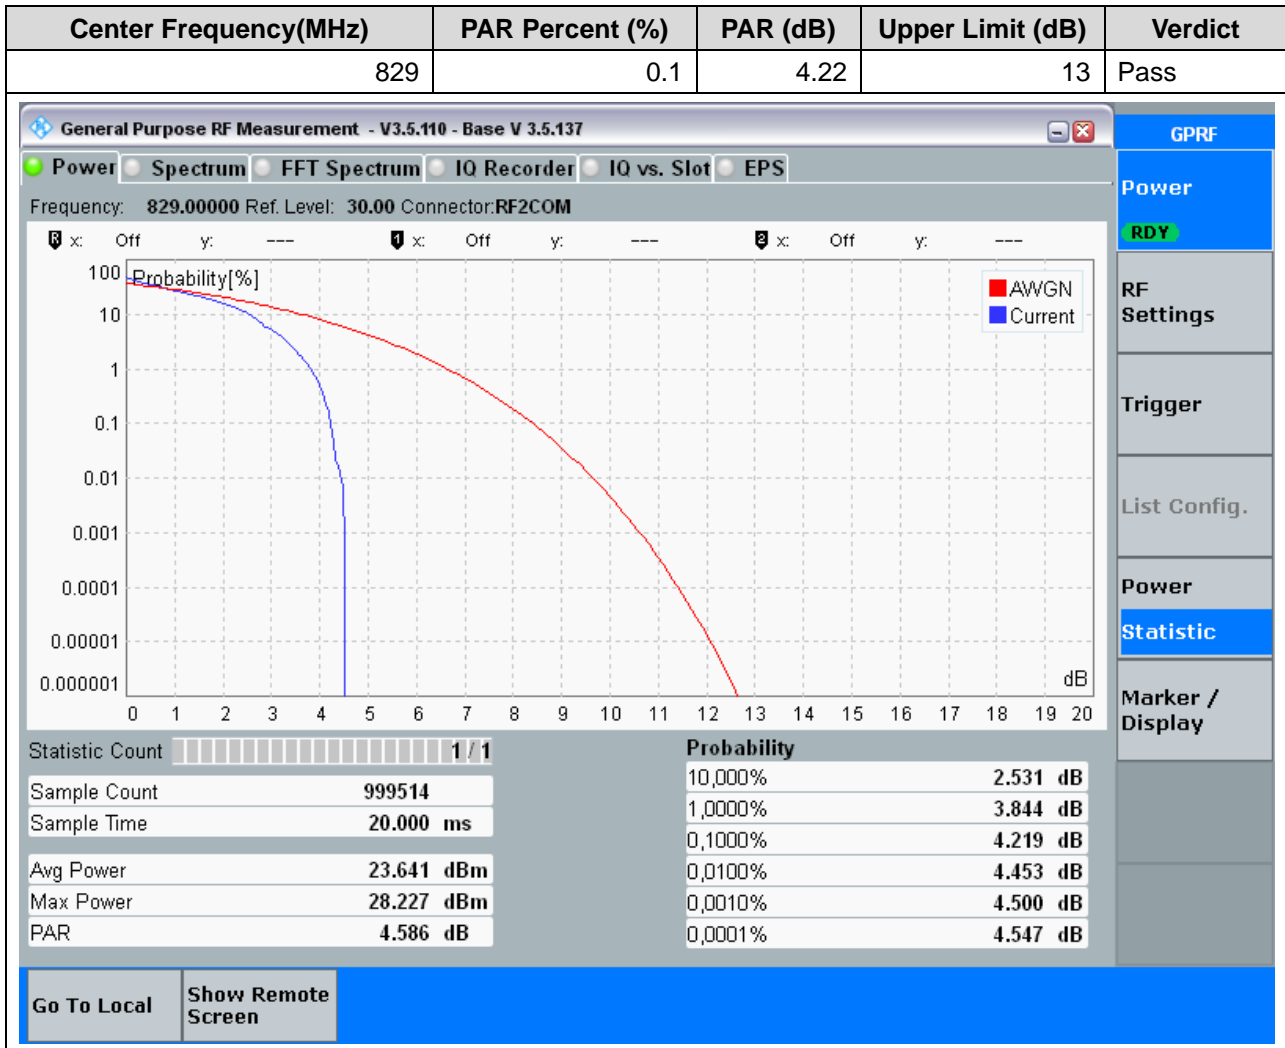 Center Frequency(MHz) PAR Percent (%) PAR (dB) Upper Limit (dB) Verdict
829 0.1 4.22 13 Pass
General Purpose RF Measurement - V3.5.110 - Base V 3.5.137
GPRF
Power Spectrum FFT Spectrum IQ Recorder IQ vs. Slot EPS
Frequency: 829.00000 Ref. Level: 30.00 Connector:RF2COM
R x: Off y: --- 1 x: Off y: --- 2 x: Off y: ---
Probability[%]
100
10
1
0.1
0.01
0.001
0.0001
0.00001
0.000001
AWGN
Current
dB
0 1 2 3 4 5 6 7 8 9 10 11 12 13 14 15 16 17 18 19 20
Statistic Count 1 / 1
Sample Count 999514
Sample Time 20.000 ms
Avg Power 23.641 dBm
Max Power 28.227 dBm
PAR 4.586 dB
Probability
10,000% 2.531 dB
1,0000% 3.844 dB
0,1000% 4.219 dB
0,0100% 4.453 dB
0,0010% 4.500 dB
0,0001% 4.547 dB
Power
RDY
RF
Settings
Trigger
List Config.
Power
Statistic
Marker /
Display
Go To Local
Show Remote
Screen